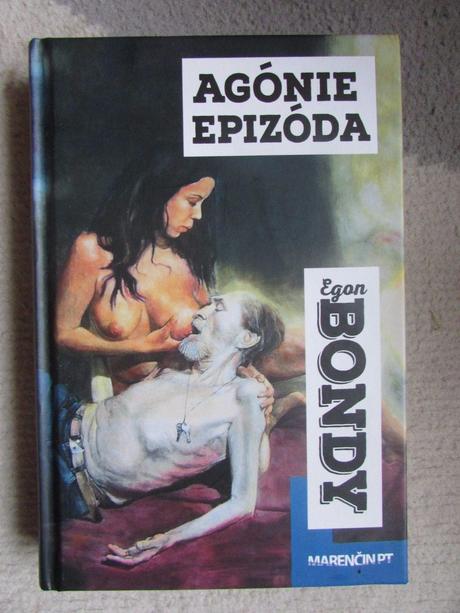 AGÓNIE
EPIZÓDA
Egon
BONDY
MARENČIN PT